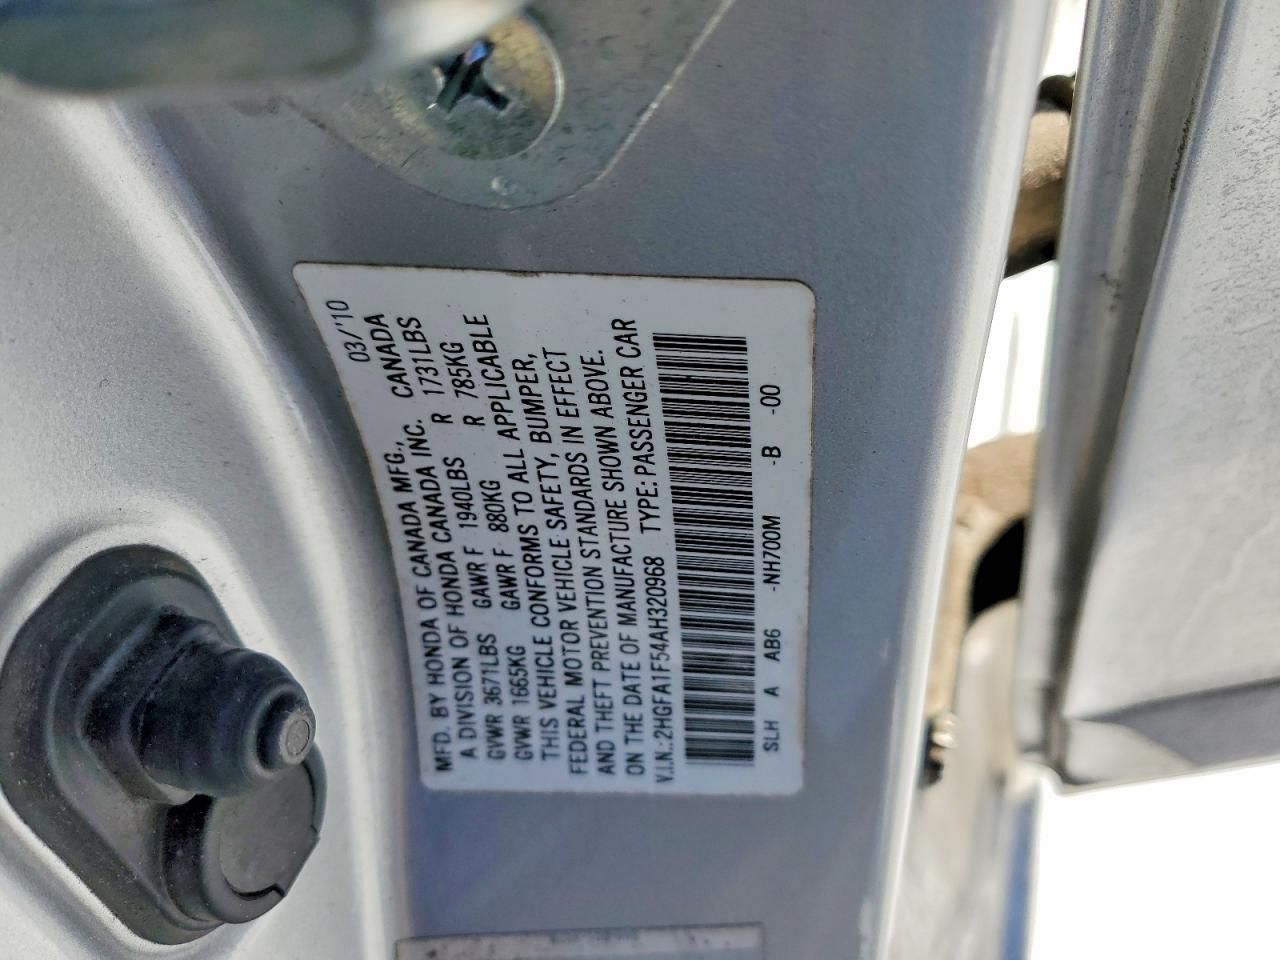 03/'10
MFD. BY HONDA OF CANADA MFG., CANADA
A DIVISION OF HONDA CANADA INC.
GVWR 3671LBS GAWR F 1940LBS R 1731LBS
GVWR 1665KG GAWR F 880KG R 785KG
THIS VEHICLE CONFORMS TO ALL APPLICABLE
FEDERAL MOTOR VEHICLE SAFETY, BUMPER,
AND THEFT PREVENTION STANDARDS IN EFFECT
ON THE DATE OF MANUFACTURE SHOWN ABOVE.
V.I.N.: 2HGFA1F54AH320968 TYPE: PASSENGER CAR
SLH A AB6 -NH700M -B -00